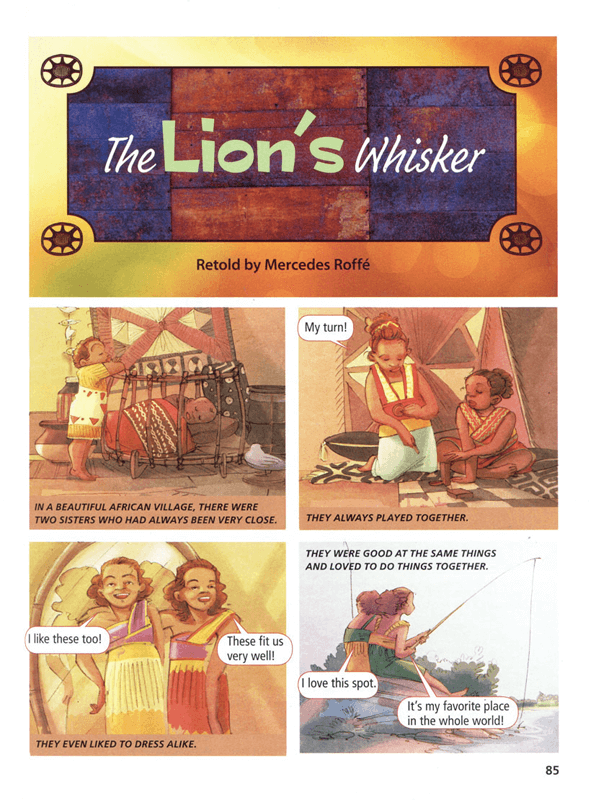 The Lion's Whisker
Retold by Mercedes Roffé
IN A BEAUTIFUL AFRICAN VILLAGE, THERE WERE
TWO SISTERS WHO HAD ALWAYS BEEN VERY CLOSE.
My turn!
THEY ALWAYS PLAYED TOGETHER.
I like these too!
These fit us
very well!
THEY EVEN LIKED TO DRESS ALIKE.
THEY WERE GOOD AT THE SAME THINGS
AND LOVED TO DO THINGS TOGETHER.
I love this spot.
It's my favorite place
in the whole world!
85